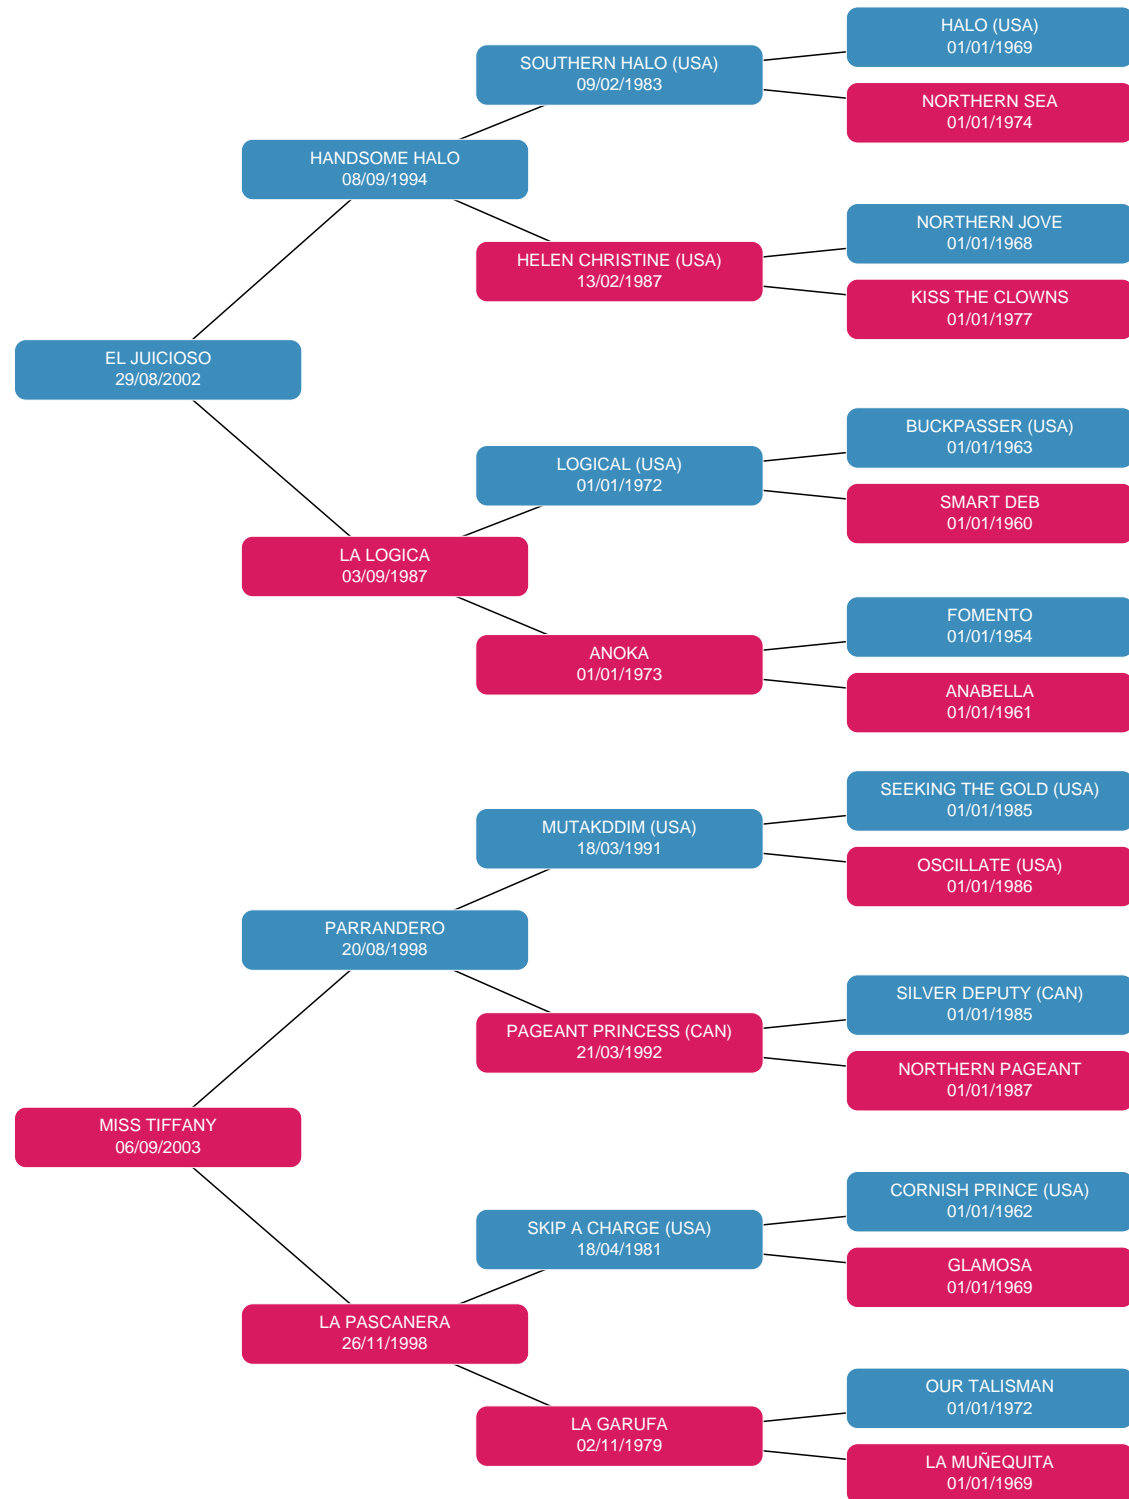 HALO (USA)
01/01/1969
SOUTHERN HALO (USA)
09/02/1983
NORTHERN SEA
01/01/1974
HANDSOME HALO
08/09/1994
NORTHERN JOVE
01/01/1968
HELEN CHRISTINE (USA)
13/02/1987
KISS THE CLOWNS
01/01/1977
EL JUICIOSO
29/08/2002
BUCKPASSER (USA)
01/01/1963
LOGICAL (USA)
01/01/1972
SMART DEB
01/01/1960
LA LOGICA
03/09/1987
FOMENTO
01/01/1954
ANOKA
01/01/1973
ANABELLA
01/01/1961
SEEKING THE GOLD (USA)
01/01/1985
MUTAKDDIM (USA)
18/03/1991
OSCILLATE (USA)
01/01/1986
PARRANDERO
20/08/1998
SILVER DEPUTY (CAN)
01/01/1985
PAGEANT PRINCESS (CAN)
21/03/1992
NORTHERN PAGEANT
01/01/1987
MISS TIFFANY
06/09/2003
CORNISH PRINCE (USA)
01/01/1962
SKIP A CHARGE (USA)
18/04/1981
GLAMOSA
01/01/1969
LA PASCANERA
26/11/1998
OUR TALISMAN
01/01/1972
LA GARUFA
02/11/1979
LA MUÑEQUITA
01/01/1969